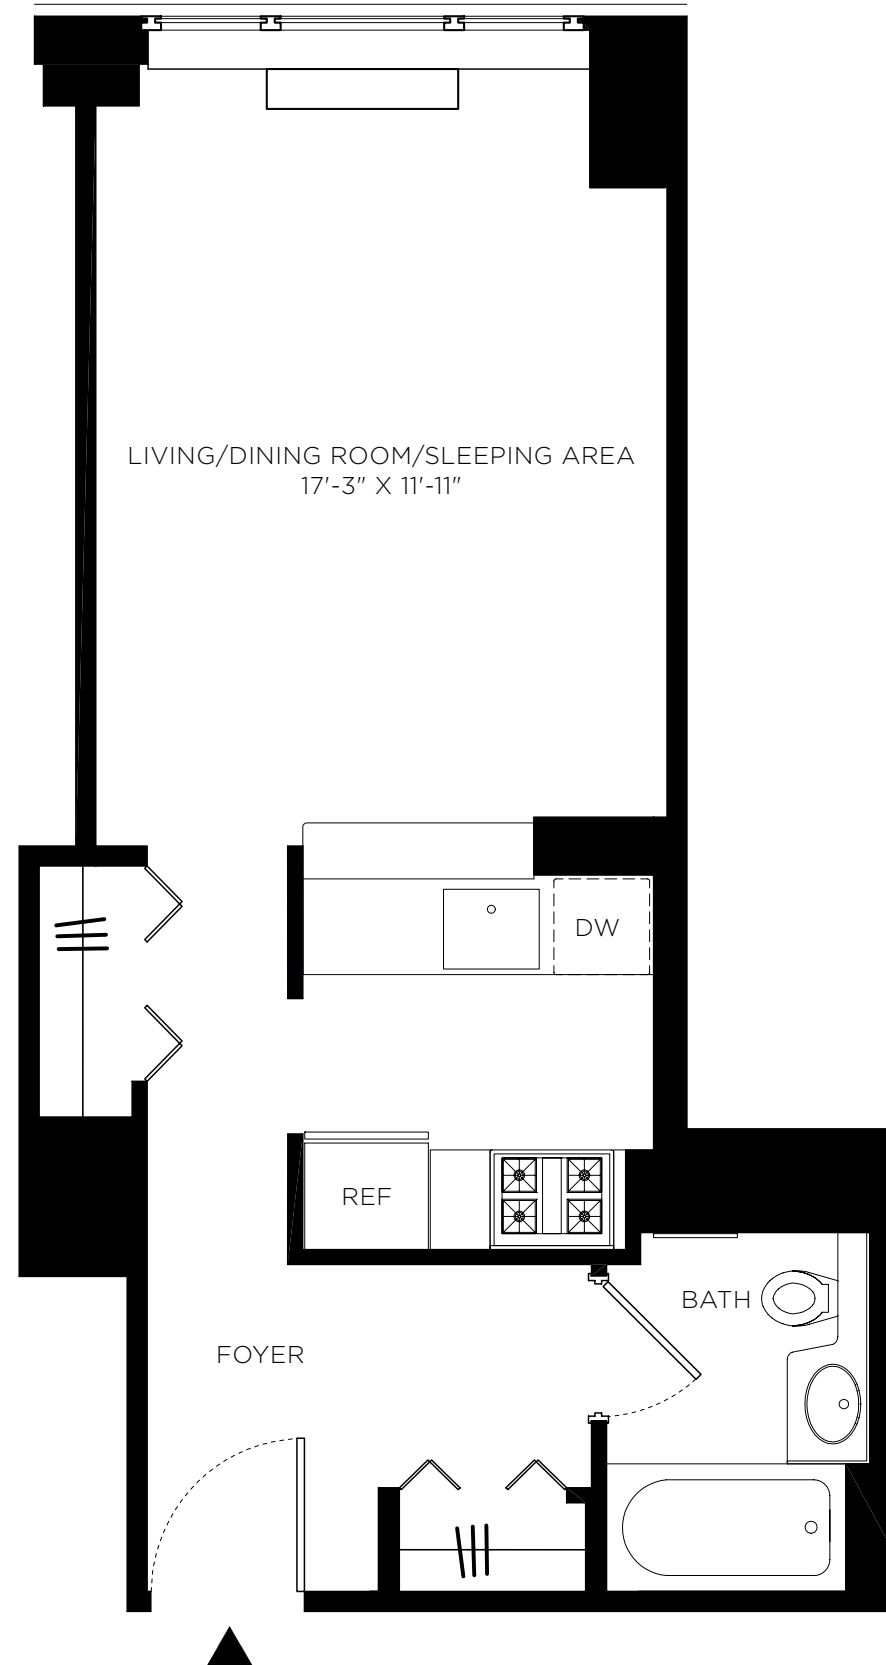 LIVING/DINING ROOM/SLEEPING AREA
17'-3" X 11'-11"
DW
REF
BATH
FOYER